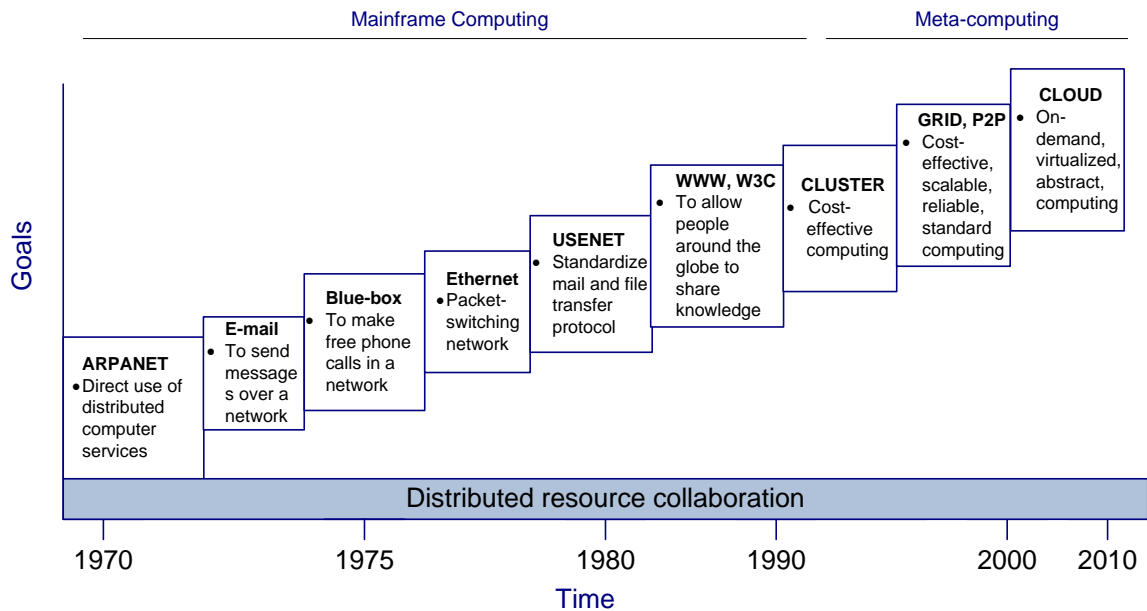 Mainframe Computing
Meta-computing
Goals
ARPANET
•Direct use of
distributed
computer
services
E-mail
• To send
message
s over a
network
Blue-box
• To make
free phone
calls in a
network
Ethernet
•Packet-
switching
network
USENET
• Standardize
mail and file
transfer
protocol
WWW, W3C
• To allow
people
around the
globe to
share
knowledge
CLUSTER
• Cost-
effective
computing
GRID, P2P
• Cost-
effective,
scalable,
reliable,
standard
computing
CLOUD
• On-
demand,
virtualized,
abstract,
computing
Distributed resource collaboration
1970 1975 1980 1990 2000 2010
Time